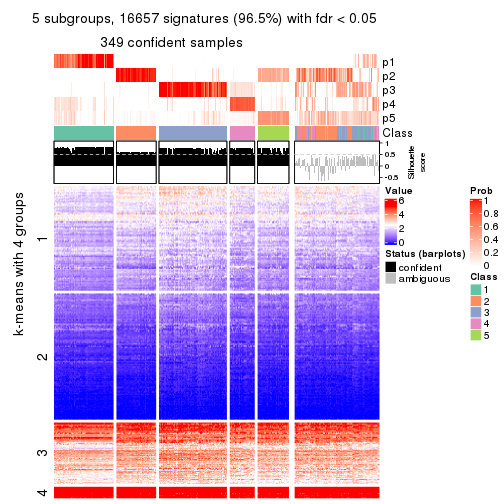 5 subgroups, 16657 signatures (96.5%) with fdr < 0.05
349 confident samples
p1
p2
p3
p4
p5
Class
1
0.5
0
-0.5
Silhouette
score
k-means with 4 groups
1
2
3
4
Value
6
4
2
0
Status (barplots)
confident
ambiguous
Prob
1
0.8
0.6
0.4
0.2
0
Class
1
2
3
4
5